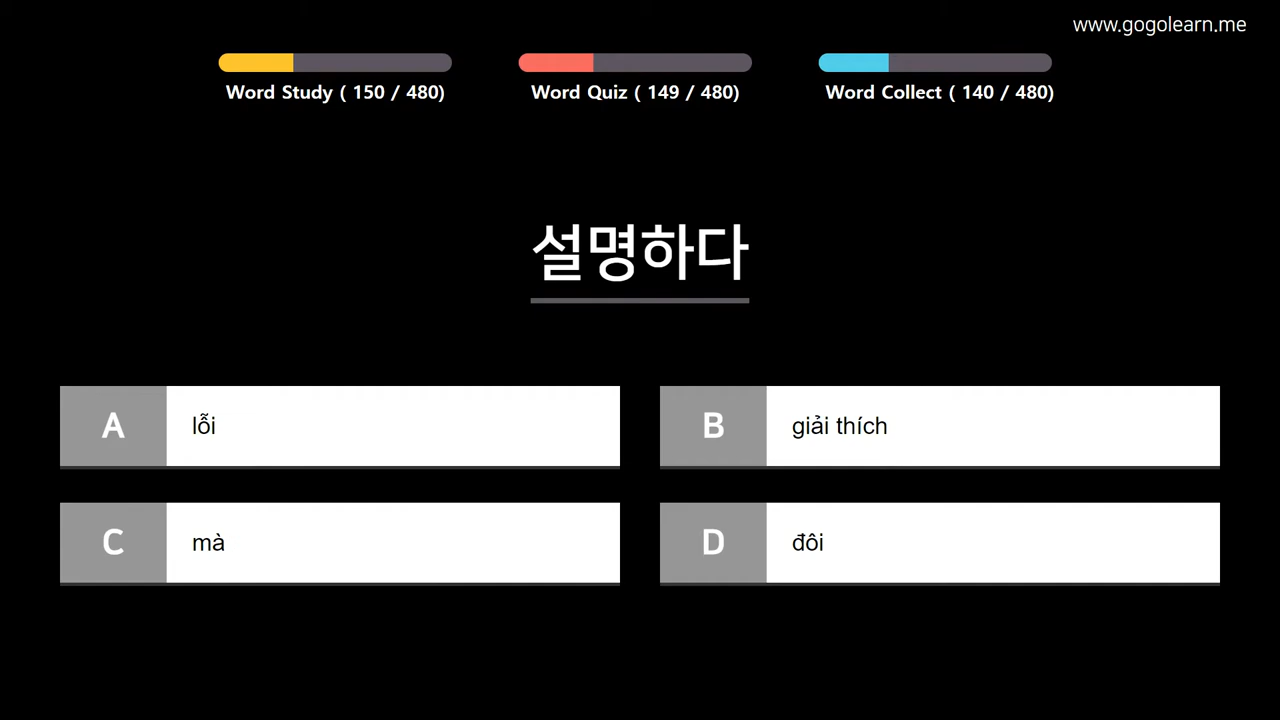 www.gogolearn.me
Word Study ( 150 / 480)
Word Quiz ( 149 / 480)
Word Collect ( 140 / 480)
설명하다
A lỗi
B giải thích
C mà
D đôi